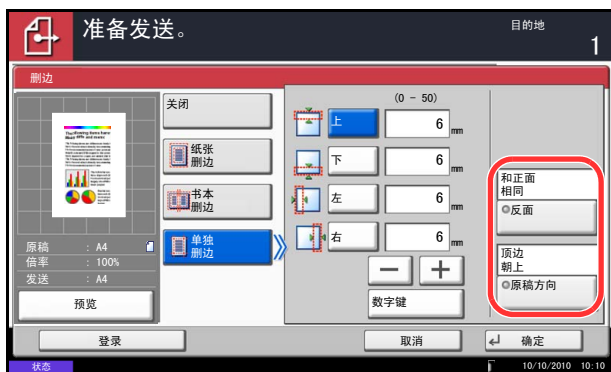 准备发送。
目的地
1
删边
关闭
纸张
删边
书本
删边
单独
删边
(0 - 50)
上
6 mm
下
6 mm
左
6 mm
右
6 mm
数字键
和正面
相同
反面
顶边
朝上
原稿方向
原稿 : A4
倍率 : 100%
发送 : A4
预览
登录
取消
确定
状态
10/10/2010 10:10